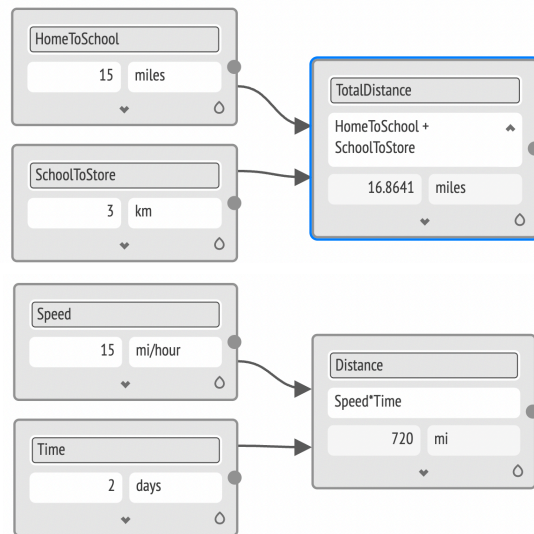 HomeToSchool
15 miles
SchoolToStore
3 km
TotalDistance
HomeToSchool +
SchoolToStore
16.8641 miles
Speed
15 mi/hour
Time
2 days
Distance
Speed*Time
720 mi